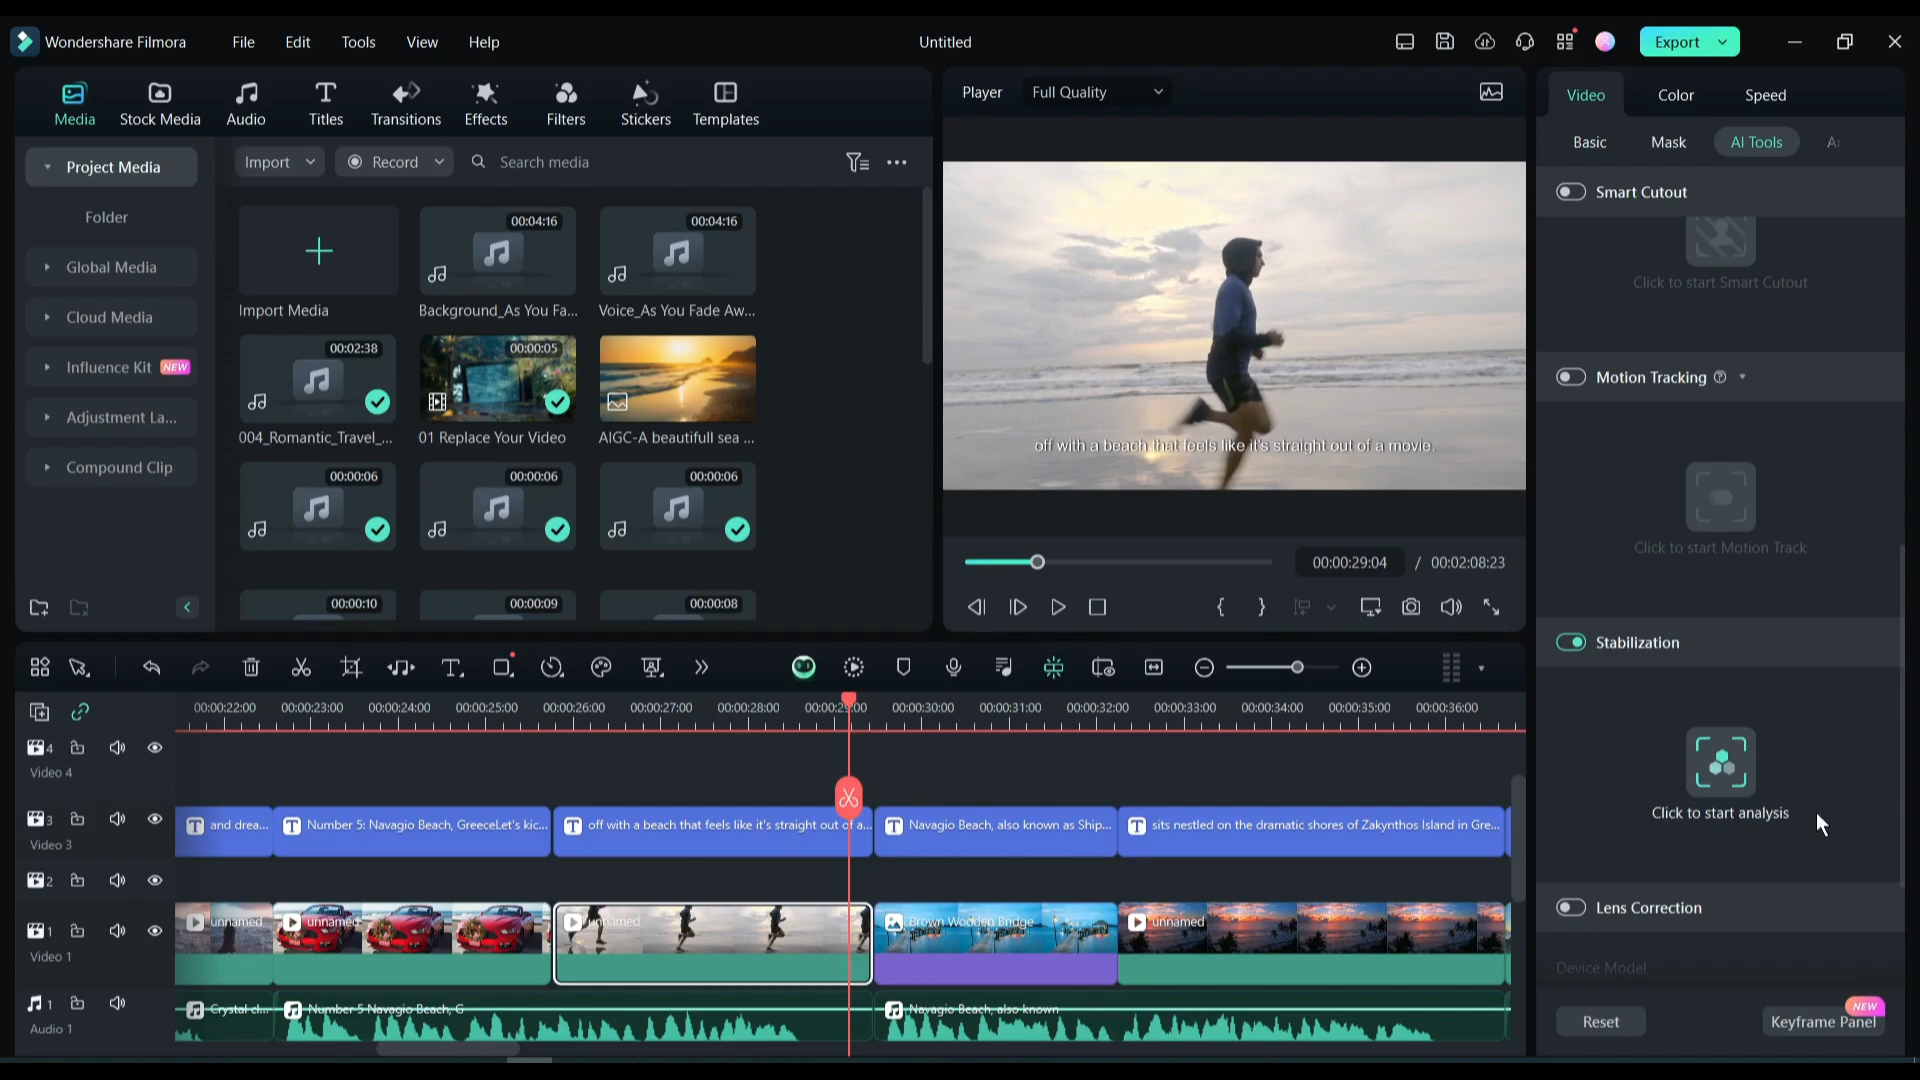 Wondershare Filmora
File
Edit
Tools
View
Help
Untitled
Export
Media
Stock Media
Audio
Titles
Transitions
Effects
Filters
Stickers
Templates
Player
Full Quality
Video
Color
Speed
Basic
Mask
AI Tools
Project Media
Folder
Global Media
Cloud Media
Influence Kit NEW
Adjustment La...
Compound Clip
Import
Record
Search media
Import Media
00:04:16
Background_As You Fa...
00:04:16
Voice_As You Fade Aw...
00:02:38
004_Romantic_Travel_...
00:00:05
01 Replace Your Video
AIGC-A beautifull sea ...
00:00:06
00:00:06
00:00:06
00:00:10
00:00:09
00:00:08
off with a beach that feels like it's straight out of a movie.
00:00:29:04 / 00:02:08:23
Smart Cutout
Click to start Smart Cutout
Motion Tracking
Click to start Motion Track
Stabilization
Click to start analysis
Lens Correction
Device Model
Reset
NEW
Keyframe Panel
00:00:22:00 00:00:23:00 00:00:24:00 00:00:25:00 00:00:26:00 00:00:27:00 00:00:28:00 00:00:30:00 00:00:31:00 00:00:32:00 00:00:33:00 00:00:34:00 00:00:35:00 00:00:36:00
4
Video 4
3
Video 3
and drea...
Number 5: Navagio Beach, GreeceLet's kic...
off with a beach that feels like it's straight out of a...
Navagio Beach, also known as Ship...
sits nestled on the dramatic shores of Zakynthos Island in Gre...
2
1
Video 1
unnamed
unnamed
unnamed
Brown Wooden Bridge
unnamed
1
Audio 1
Crystal cl...
Number 5 Navagio Beach, G
Navagio Beach, also known